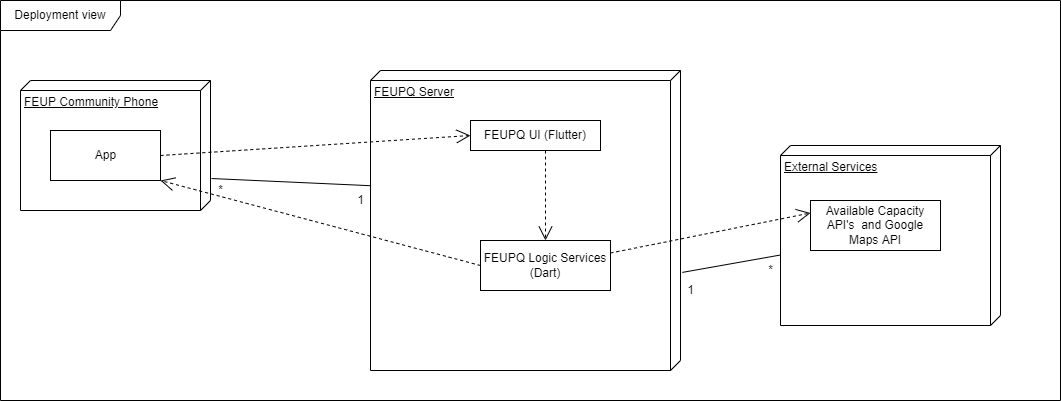 Deployment view
FEUP Community Phone
App
*
FEUPQ Server
FEUPQ UI (Flutter)
1
FEUPQ Logic Services
(Dart)
1
External Services
Available Capacity
API's  and Google
Maps API
*